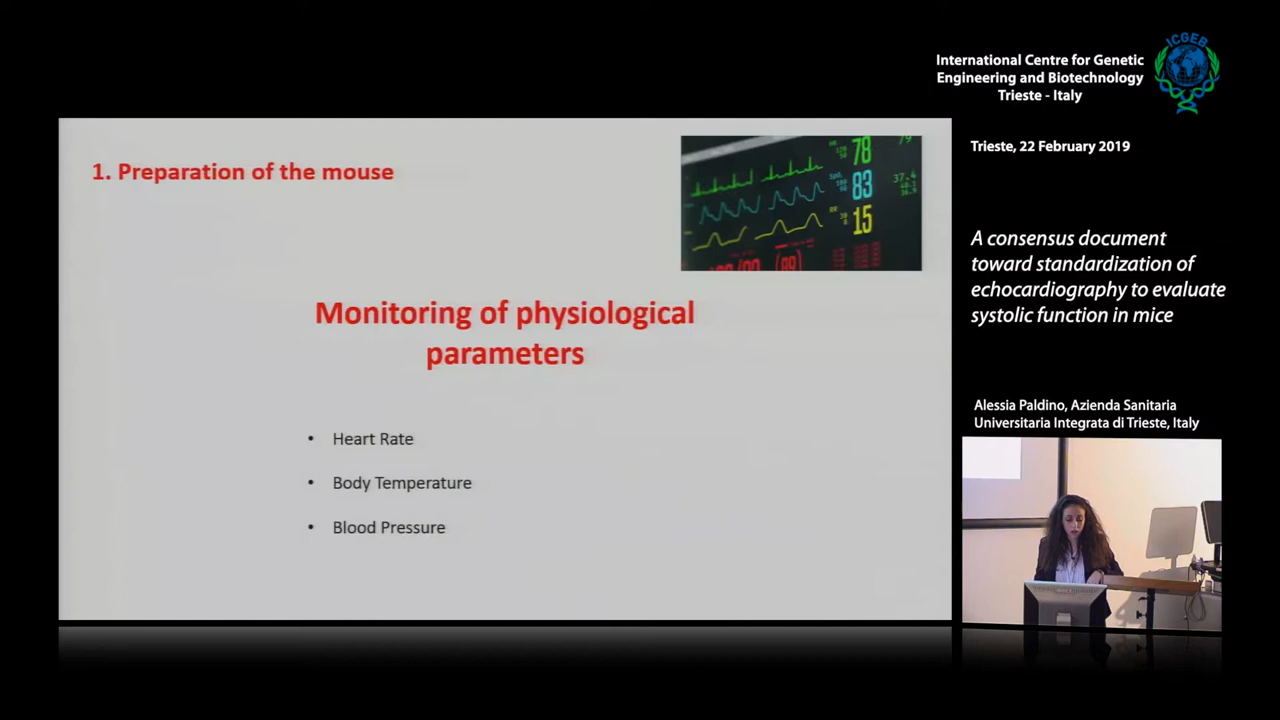 International Centre for Genetic
Engineering and Biotechnology
Trieste - Italy
ICGEB
Trieste, 22 February 2019
1. Preparation of the mouse
78
79
83
37.4
15
A consensus document
toward standardization of
echocardiography to evaluate
systolic function in mice
Monitoring of physiological
parameters
• Heart Rate
• Body Temperature
• Blood Pressure
Alessia Paldino, Azienda Sanitaria
Universitaria Integrata di Trieste, Italy